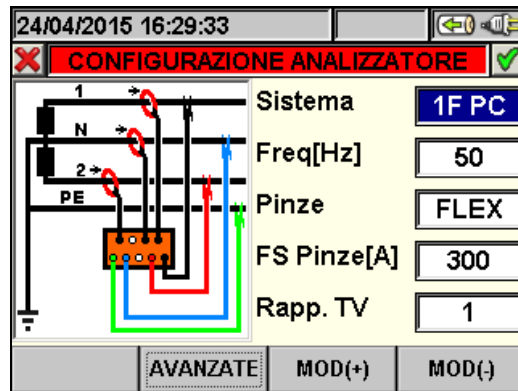 24/04/2015 16:29:33
CONFIGURAZIONE ANALIZZATORE
1
N
2
PE
Sistema 1F PC
Freq[Hz] 50
Pinze FLEX
FS Pinze[A] 300
Rapp. TV 1
AVANZATE MOD(+) MOD(-)